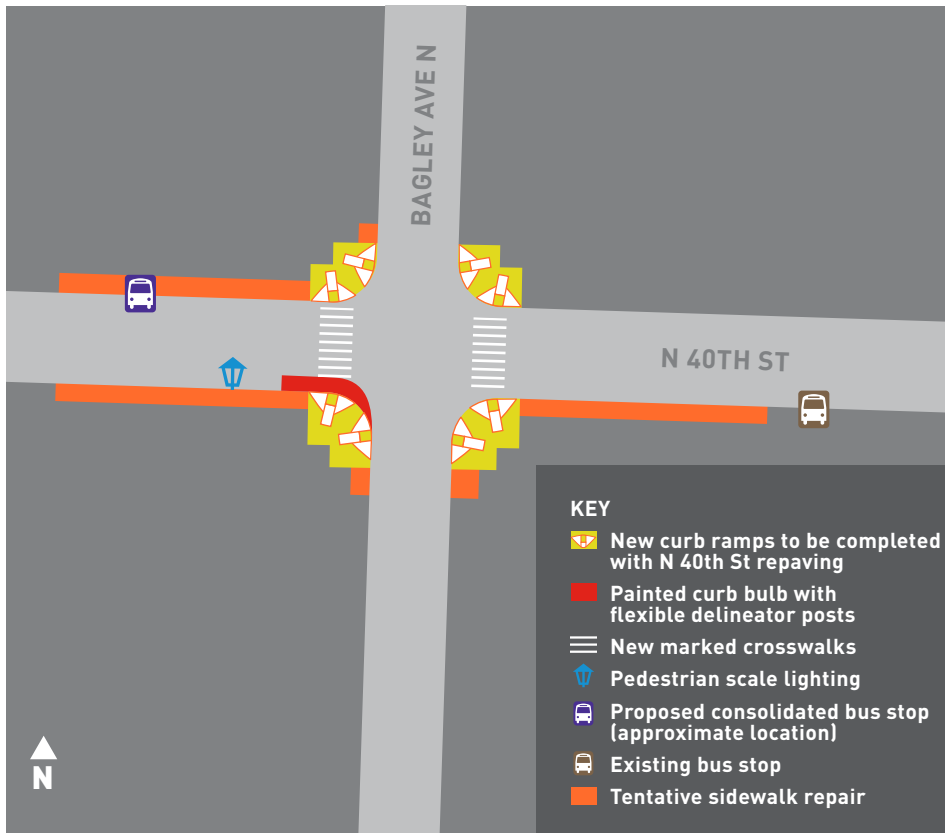 BAGLEY AVE N
N 40TH ST
KEY
New curb ramps to be completed
with N 40th St repaving
Painted curb bulb with
flexible delineator posts
New marked crosswalks
Pedestrian scale lighting
Proposed consolidated bus stop
(approximate location)
Existing bus stop
Tentative sidewalk repair
N